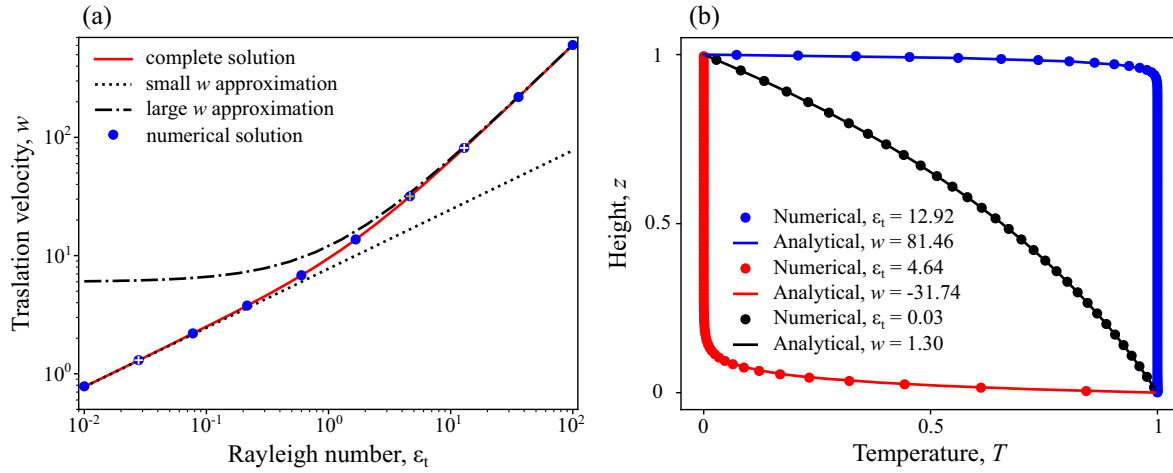 (a)
complete solution
small w approximation
large w approximation
numerical solution
Traslation velocity, w
10²
10¹
10⁰
10⁻²
10⁻¹
10⁰
10¹
10²
Rayleigh number, εₜ
(b)
Height, z
1
0.5
0
Numerical, εₜ = 12.92
Analytical, w = 81.46
Numerical, εₜ = 4.64
Analytical, w = -31.74
Numerical, εₜ = 0.03
Analytical, w = 1.30
0
0.5
1
Temperature, T